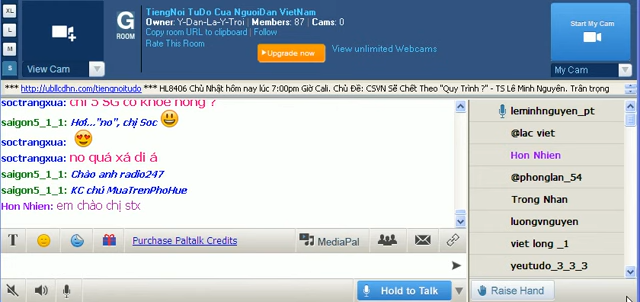 XL
L
M
S
View Cam
G
ROOM
TiengNoi TuDo Cua NguoiDan VietNam
Owner: Y-Dan-La-Y-Troi | Members: 87 | Cams: 0
Copy room URL to clipboard | Follow
Rate This Room
Upgrade now
View unlimited Webcams
Start My Cam
My Cam
*** http://ubllcdhn.com/tiengnoitudo *** HL8406 Chủ Nhật hôm nay lúc 7:00pm Giờ Cali. Chủ Đề: CSVN Sẽ Chết Theo "Quy Trình ?" - TS Lê Minh Nguyên. Trân trọng
soctrangxua: chị 5 SG có khoẻ hông ?
saigon5_1_1: Hơi..."no", chị Soc
soctrangxua:
soctrangxua: no quá xá di á
saigon5_1_1: Chào anh radio247
saigon5_1_1: KC chú MuaTrenPhoHue
Hon Nhien: em chào chị stx
leminhnguyen_pt
@lac viet
Hon Nhien
@phonglan_54
Trong Nhan
luongvnguyen
viet long _1
yeutudo_3_3_3
T
Purchase Paltalk Credits
MediaPal
Hold to Talk
Raise Hand